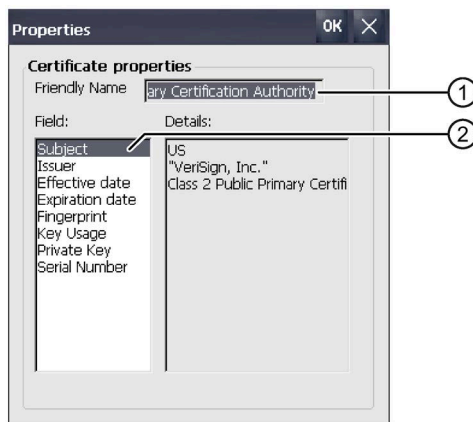 Properties OK
Certificate properties
Friendly Name ary Certification Authority
1
Field: Details:
2
Subject US
Issuer "VeriSign, Inc."
Effective date Class 2 Public Primary Certifi
Expiration date
Fingerprint
Key Usage
Private Key
Serial Number